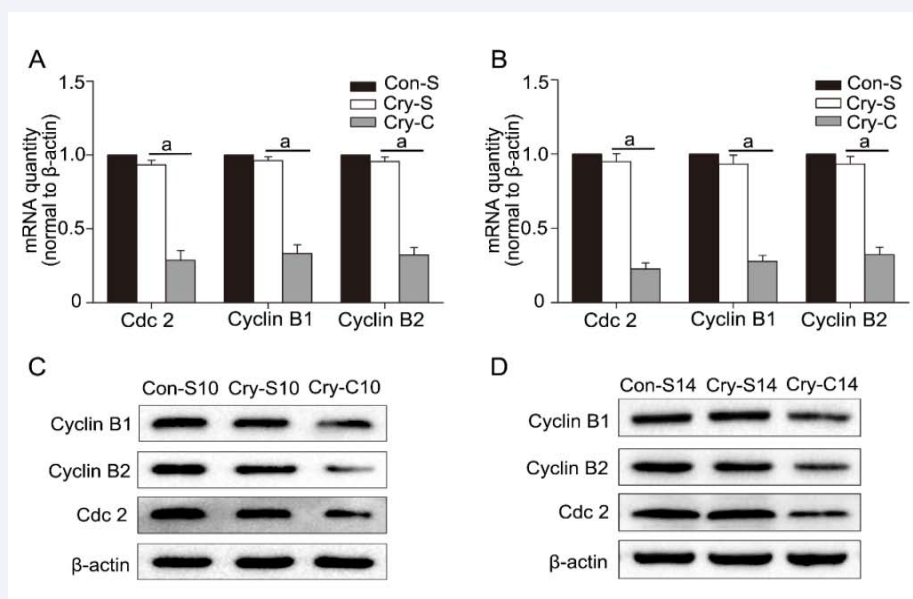 A
1.5
1.0
0.5
0
mRNA quantity
(normal to β-actin)
Con-S
Cry-S
Cry-C
a
a
a
Cdc 2
Cyclin B1
Cyclin B2
B
1.5
1.0
0.5
0
mRNA quantity
(normal to β-actin)
Con-S
Cry-S
Cry-C
a
a
a
Cdc 2
Cyclin B1
Cyclin B2
C
Con-S10 Cry-S10 Cry-C10
Cyclin B1
Cyclin B2
Cdc 2
β-actin
D
Con-S14 Cry-S14 Cry-C14
Cyclin B1
Cyclin B2
Cdc 2
β-actin